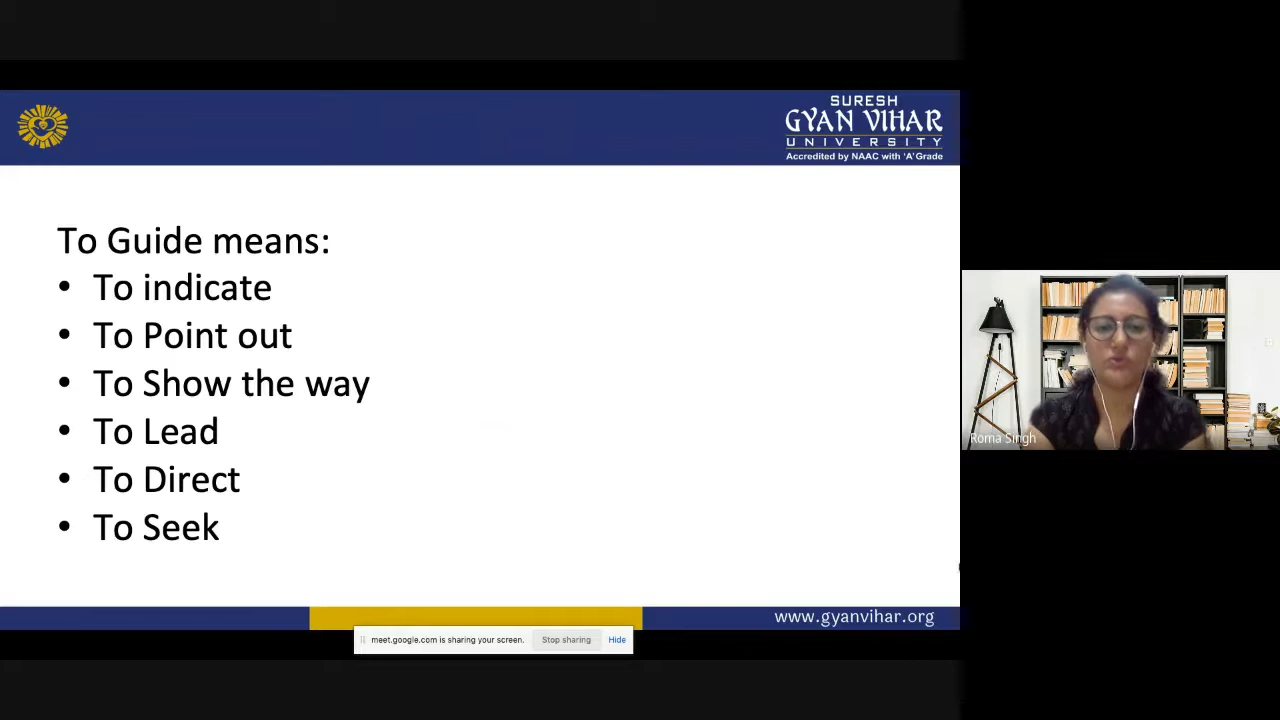 SURESH
GYAN VIHAR
UNIVERSITY
Accredited by NAAC with 'A' Grade
To Guide means:
• To indicate
• To Point out
• To Show the way
• To Lead
• To Direct
• To Seek
Roma Singh
www.gyanvihar.org
meet.google.com is sharing your screen.
Stop sharing
Hide